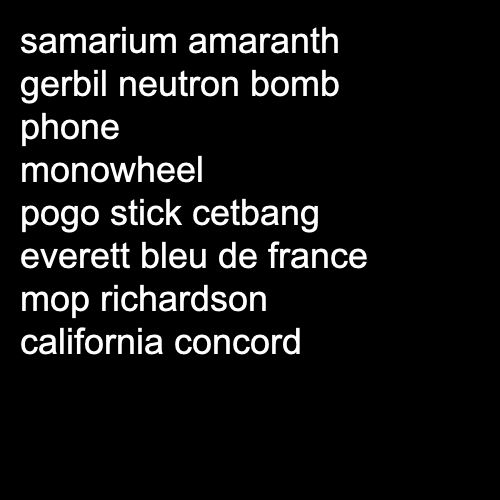 samarium amaranth
gerbil neutron bomb
phone
monowheel
pogo stick cetbang
everett bleu de france
mop richardson
california concord